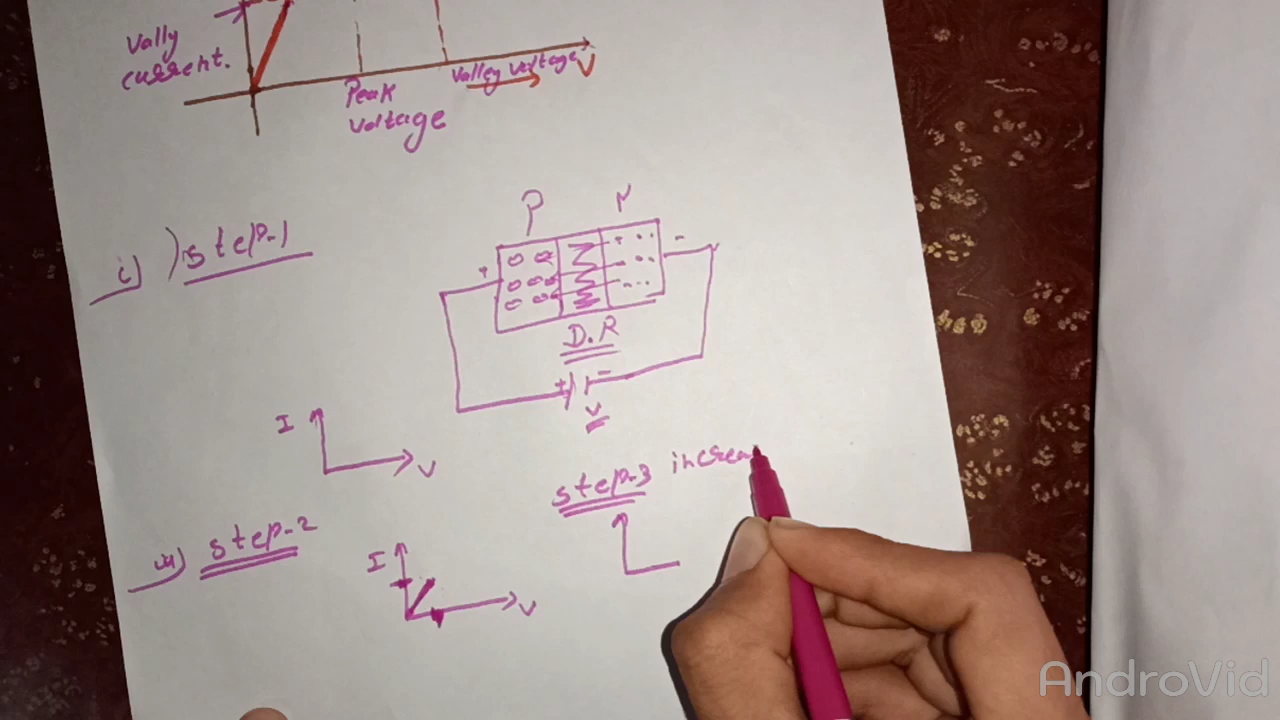 Vally
current.
Peak
voltage
Valley voltage
V
P N
i) step-1
+ -
D.R
+ -
V
I
V
step-3 increa
ii) step-2
I
V
AndroVid